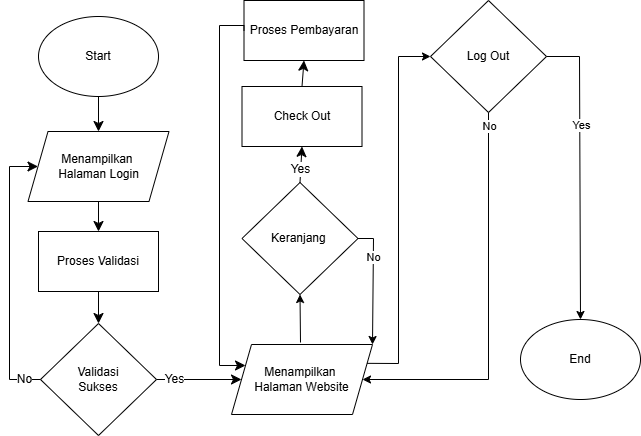 Start
Menampilkan
Halaman Login
Proses Validasi
Validasi
Sukses
No
Yes
Menampilkan
Halaman Website
Keranjang
No
Yes
Check Out
Proses Pembayaran
Log Out
No
Yes
End